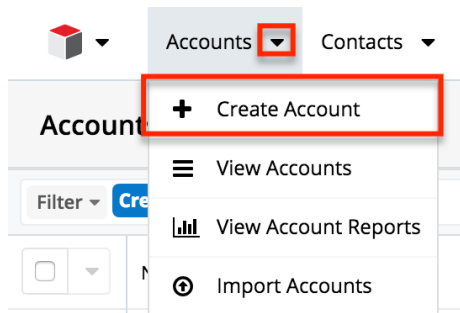 Accounts Contacts
Create Account
Account
View Accounts
Filter Cre
View Account Reports
Import Accounts